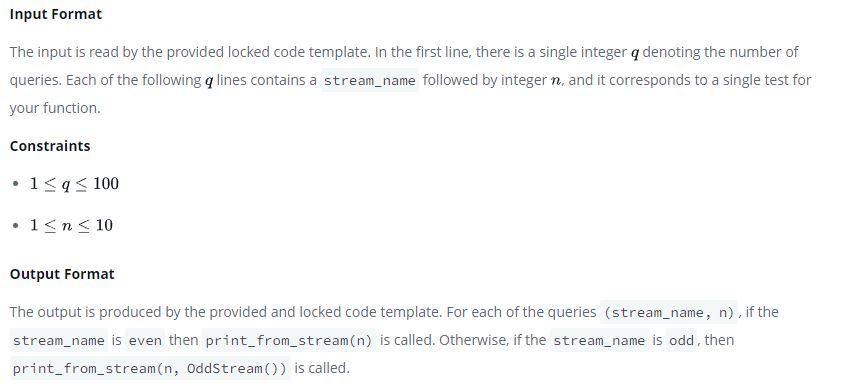 Input Format
The input is read by the provided locked code template. In the first line, there is a single integer q denoting the number of
queries. Each of the following q lines contains a stream_name followed by integer n, and it corresponds to a single test for
your function.
Constraints
• 1 ≤ q ≤ 100
• 1 ≤ n ≤ 10
Output Format
The output is produced by the provided and locked code template. For each of the queries (stream_name, n) , if the
stream_name is even then print_from_stream(n) is called. Otherwise, if the stream_name is odd , then
print_from_stream(n, OddStream()) is called.